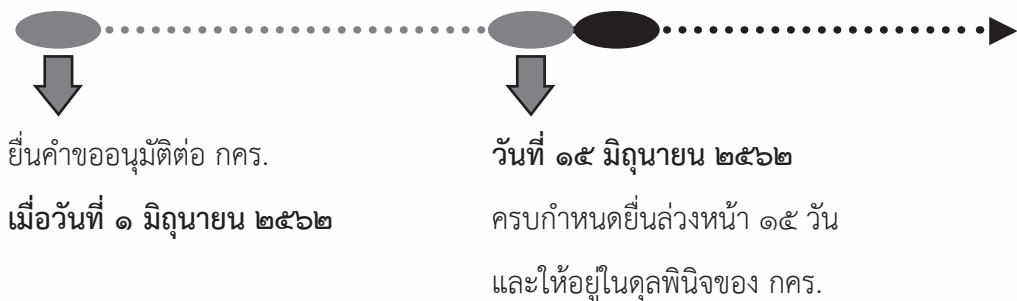 ยื่นคำขออนุมัติต่อ กคร.
เมื่อวันที่ ๑ มิถุนายน ๒๕๖๒
วันที่ ๑๕ มิถุนายน ๒๕๖๒
ครบกำหนดยื่นล่วงหน้า ๑๕ วัน
และให้อยู่ในดุลพินิจของ กคร.